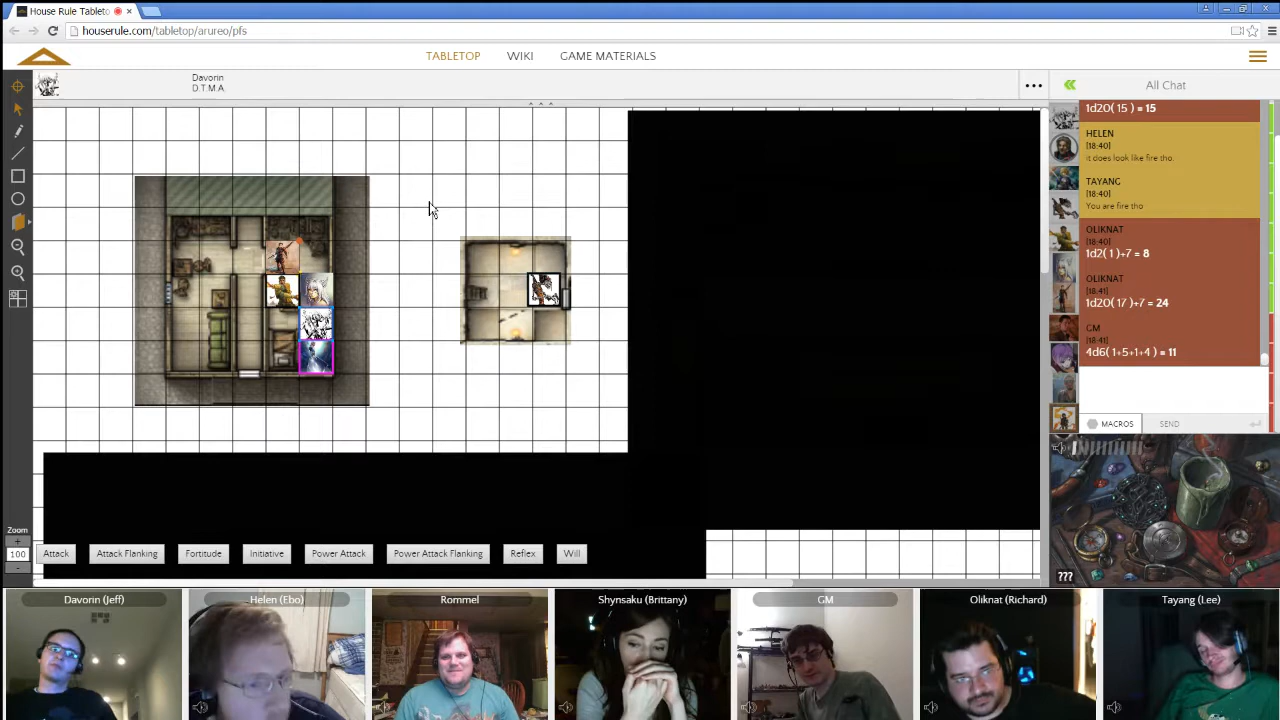 House Rule Tableto
houserule.com/tabletop/arureo/pfs
TABLETOP WIKI GAME MATERIALS
Davorin
D.T.M.A.
All Chat
1d20( 15 ) = 15
HELEN
[18:40]
it does look like fire tho.
TAYANG
[18:40]
You are fire tho
OLIKNAT
[18:40]
1d2( 1 )+7 = 8
OLIKNAT
[18:41]
1d20( 17 )+7 = 24
GM
[18:41]
4d6( 1+5+1+4 ) = 11
MACROS SEND
Zoom
+
100
-
Attack Attack Flanking Fortitude Initiative Power Attack Power Attack Flanking Reflex Will
???
Davorin (Jeff) Helen (Ebo) Rommel Shynsaku (Brittany) GM Oliknat (Richard) Tayang (Lee)